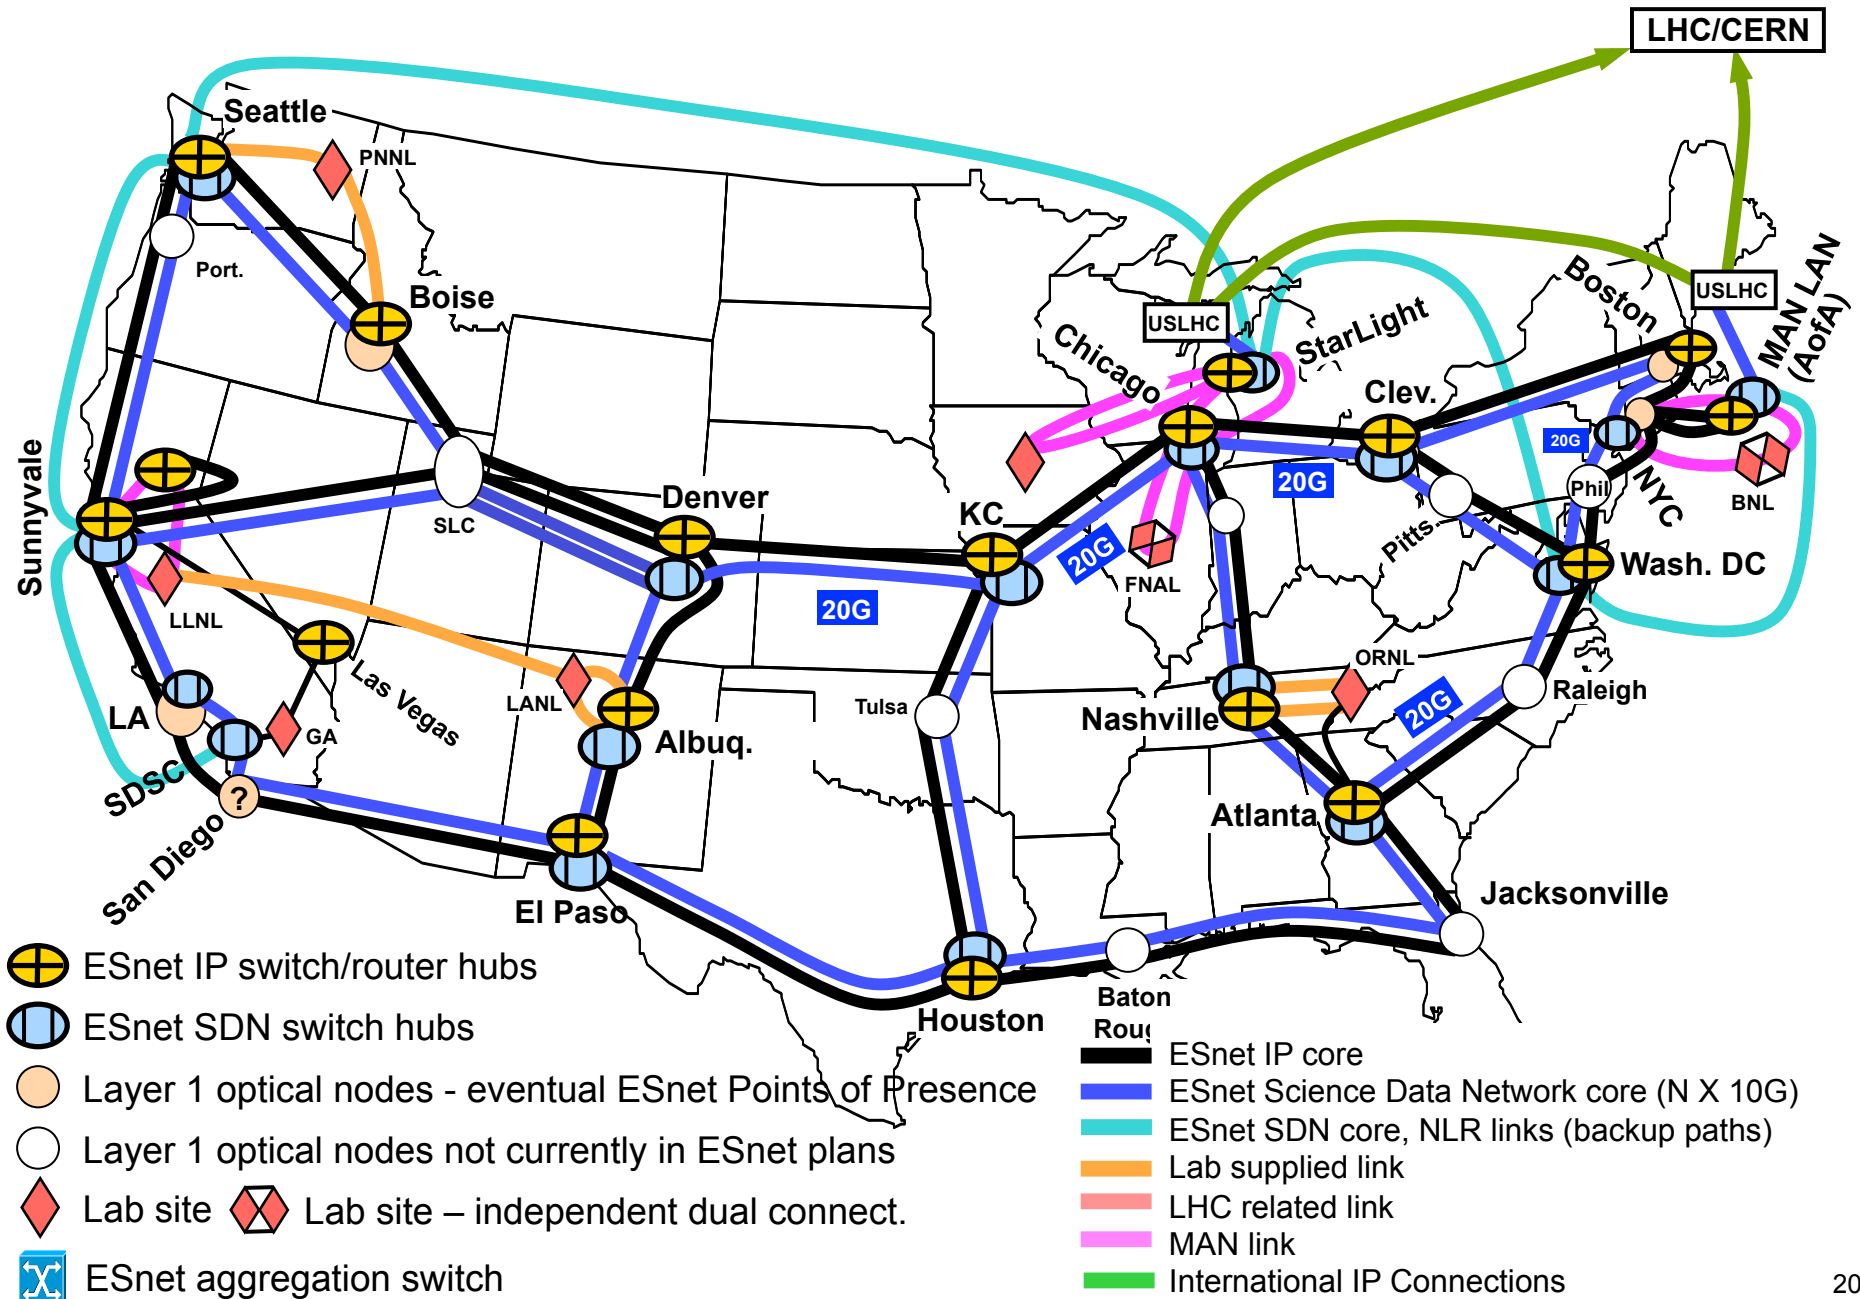 LHC/CERN
Seattle
PNNL
Port.
Boise
USLHC
USLHC
Boston
MAN LAN
(AofA)
StarLight
Chicago
Clev.
Sunnyvale
SLC
Denver
KC
20G
20G
20G
Phil
NYC
BNL
Pitts.
Wash. DC
FNAL
20G
LLNL
LANL
Las Vegas
LA
GA
SDSC
?
San Diego
Albuq.
Tulsa
ORNL
Nashville
20G
Raleigh
Atlanta
El Paso
Jacksonville
Houston
Baton
ESnet IP switch/router hubs
ESnet SDN switch hubs
Layer 1 optical nodes - eventual ESnet Points of Presence
Layer 1 optical nodes not currently in ESnet plans
Lab site
Lab site – independent dual connect.
ESnet aggregation switch
ESnet IP core
ESnet Science Data Network core (N X 10G)
ESnet SDN core, NLR links (backup paths)
Lab supplied link
LHC related link
MAN link
International IP Connections
20